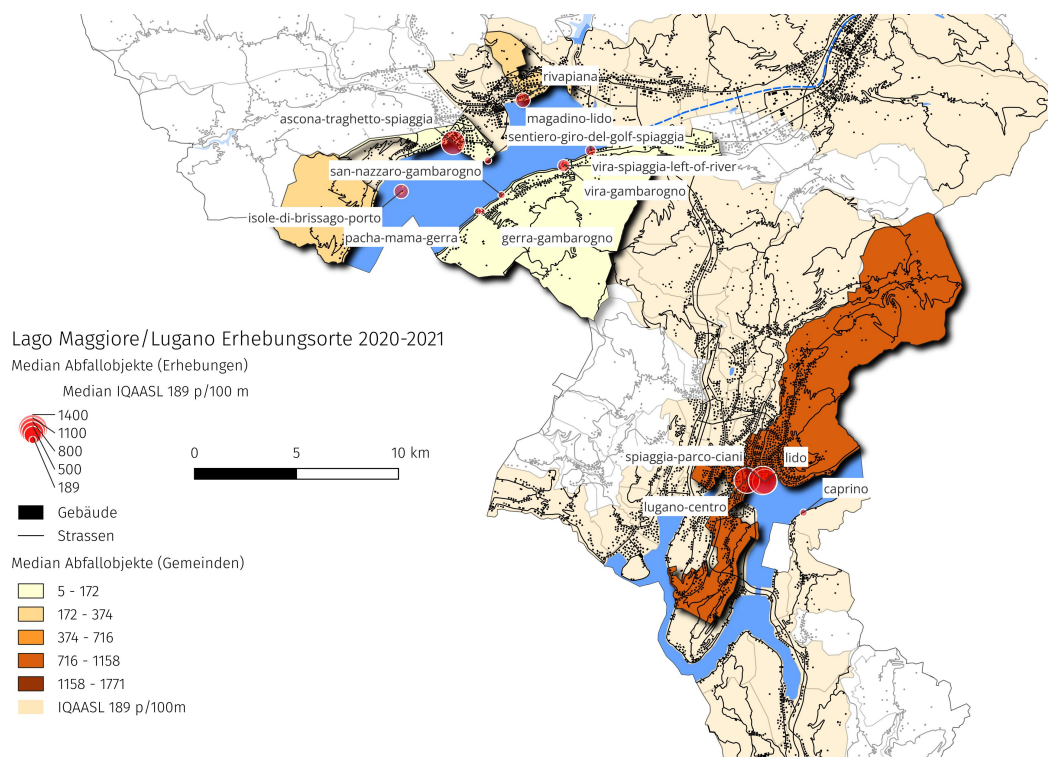 rivapiana
ascona-traghetto-spiaggia
magadino-lido
sentiero-giro-del-golf-spiaggia
san-nazzaro-gambarogno
vira-spiaggia-left-of-river
vira-gambarogno
isole-di-brissago-porto
pacha-mama-gerra
gerra-gambarogno
Lago Maggiore/Lugano Erhebungsorte 2020-2021
Median Abfallobjekte (Erhebungen)
Median IQAASL 189 p/100 m
1400
1100
800
500
189
0 5 10 km
Gebäude
Strassen
Median Abfallobjekte (Gemeinden)
5 - 172
172 - 374
374 - 716
716 - 1158
1158 - 1771
IQAASL 189 p/100m
spiaggia-parco-ciani
lido
lugano-centro
caprino